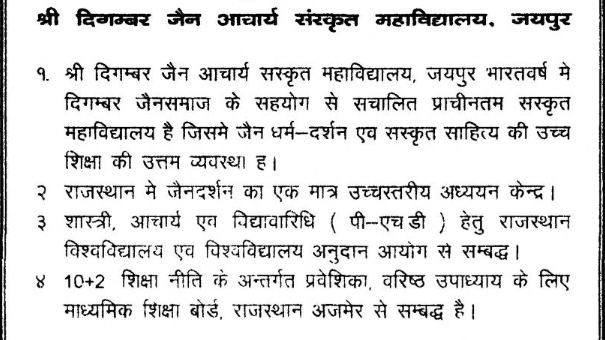 श्री दिगम्बर जैन आचार्य संस्कृत महाविद्यालय, जयपुर
१. श्री दिगम्बर जैन आचार्य सस्कृत महाविद्यालय, जयपुर भारतवर्ष मे
दिगम्बर जैनसमाज के सहयोग से सचालित प्राचीनतम सस्कृत
महाविद्यालय है जिसमे जैन धर्म–दर्शन एव सस्कृत साहित्य की उच्च
शिक्षा की उत्तम व्यवस्था ह।
२ राजस्थान मे जैनदर्शन का एक मात्र उच्चस्तरीय अध्ययन केन्द्र।
३ शास्त्री, आचार्य एव विद्यावारिधि ( पी–एच डी ) हेतु राजस्थान
विश्वविद्यालय एव विश्वविद्यालय अनुदान आयोग से सम्बद्ध।
४ 10+2 शिक्षा नीति के अन्तर्गत प्रवेशिका, वरिष्ठ उपाध्याय के लिए
माध्यमिक शिक्षा बोर्ड, राजस्थान अजमेर से सम्बद्ध है।